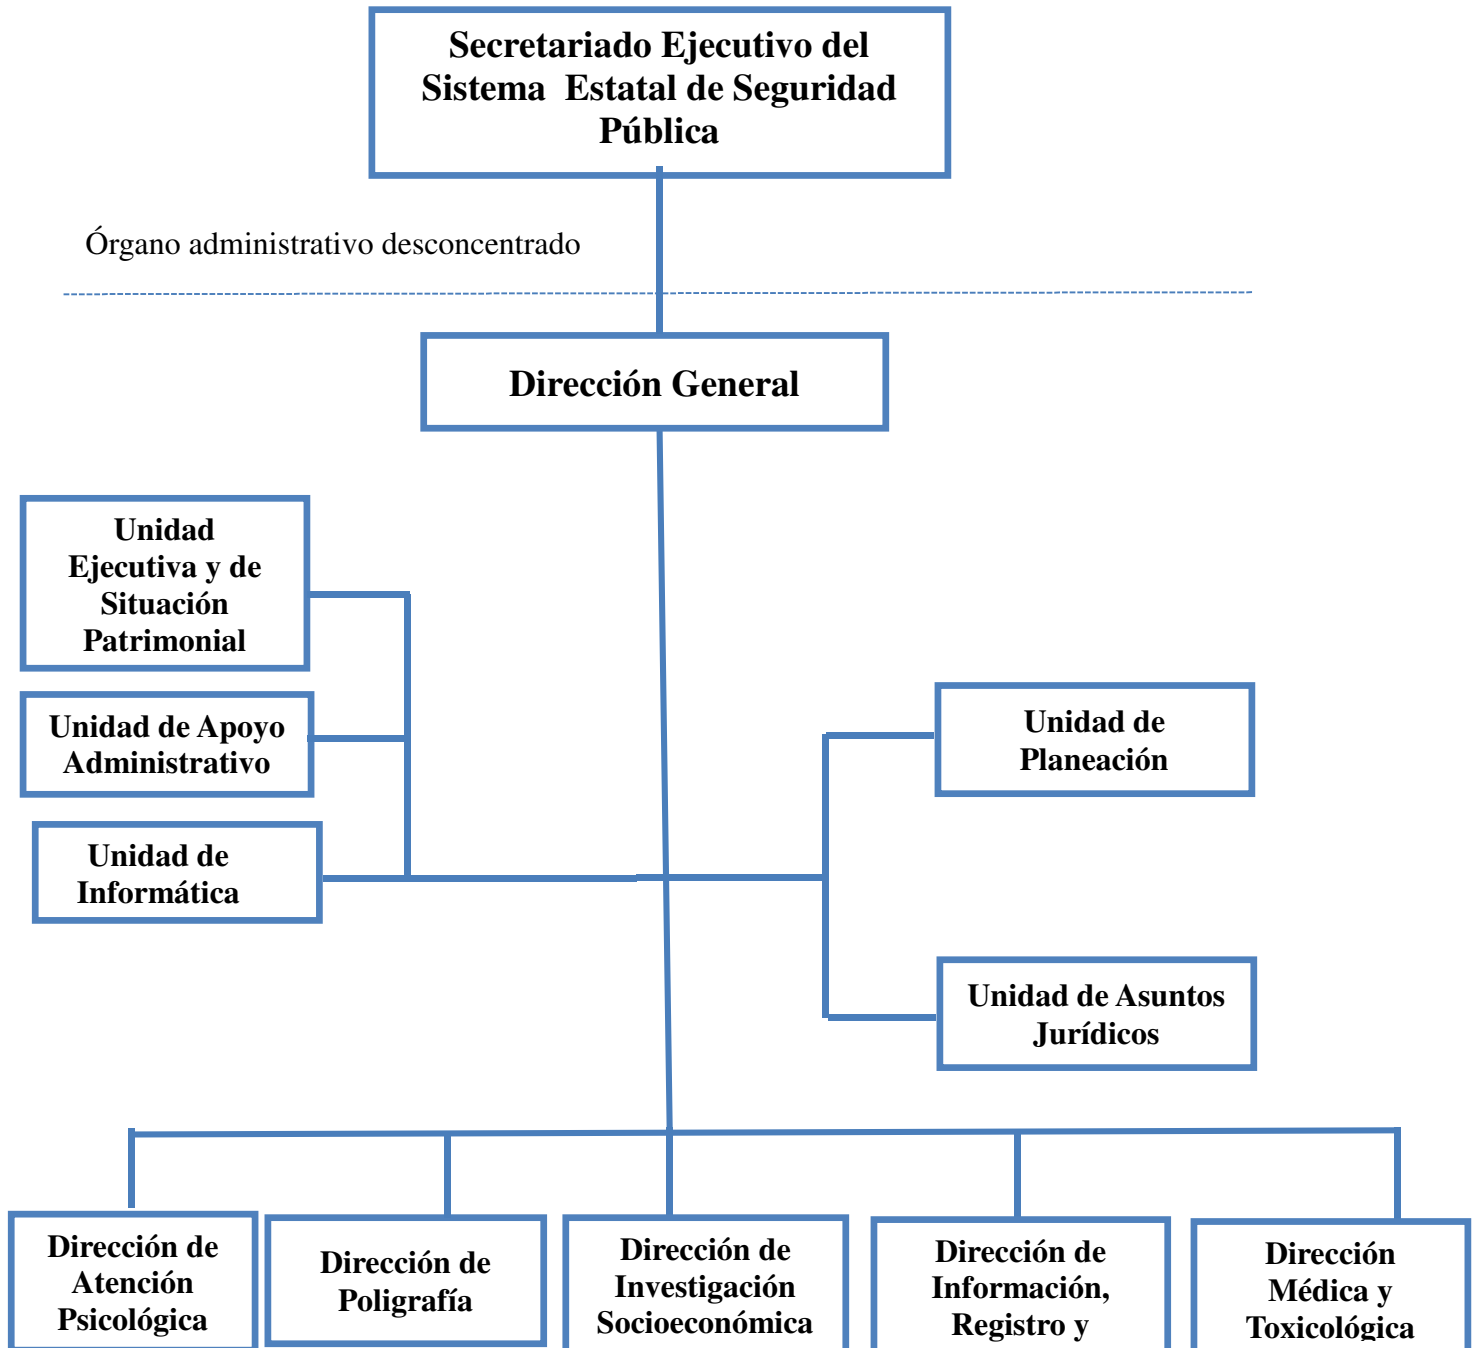 Secretariado Ejecutivo del
Sistema Estatal de Seguridad
Pública
Órgano administrativo desconcentrado
Dirección General
Unidad
Ejecutiva y de
Situación
Patrimonial
Unidad de Apoyo
Administrativo
Unidad de
Informática
Unidad de
Planeación
Unidad de Asuntos
Jurídicos
Dirección de
Atención
Psicológica
Dirección de
Poligrafía
Dirección de
Investigación
Socioeconómica
Dirección de
Información,
Registro y
Dirección
Médica y
Toxicológica